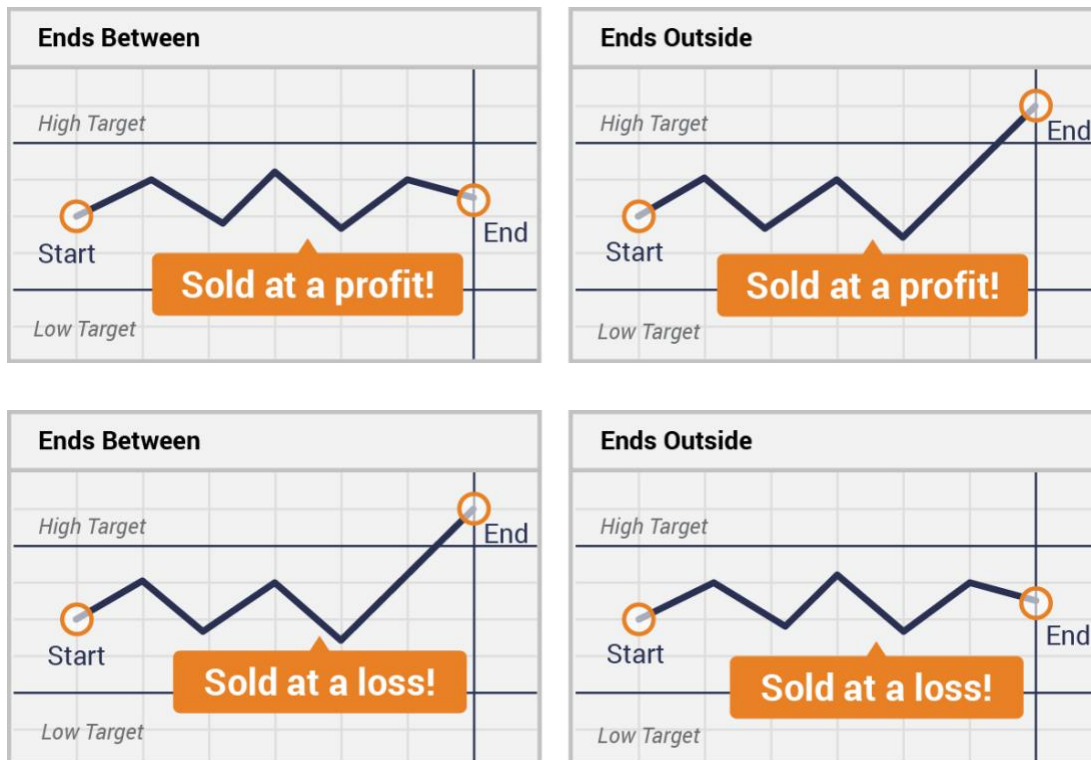 Ends Between
High Target
Start
End
Sold at a profit!
Low Target
Ends Outside
High Target
End
Start
Sold at a profit!
Low Target
Ends Between
High Target
End
Start
Sold at a loss!
Low Target
Ends Outside
High Target
Start
End
Sold at a loss!
Low Target